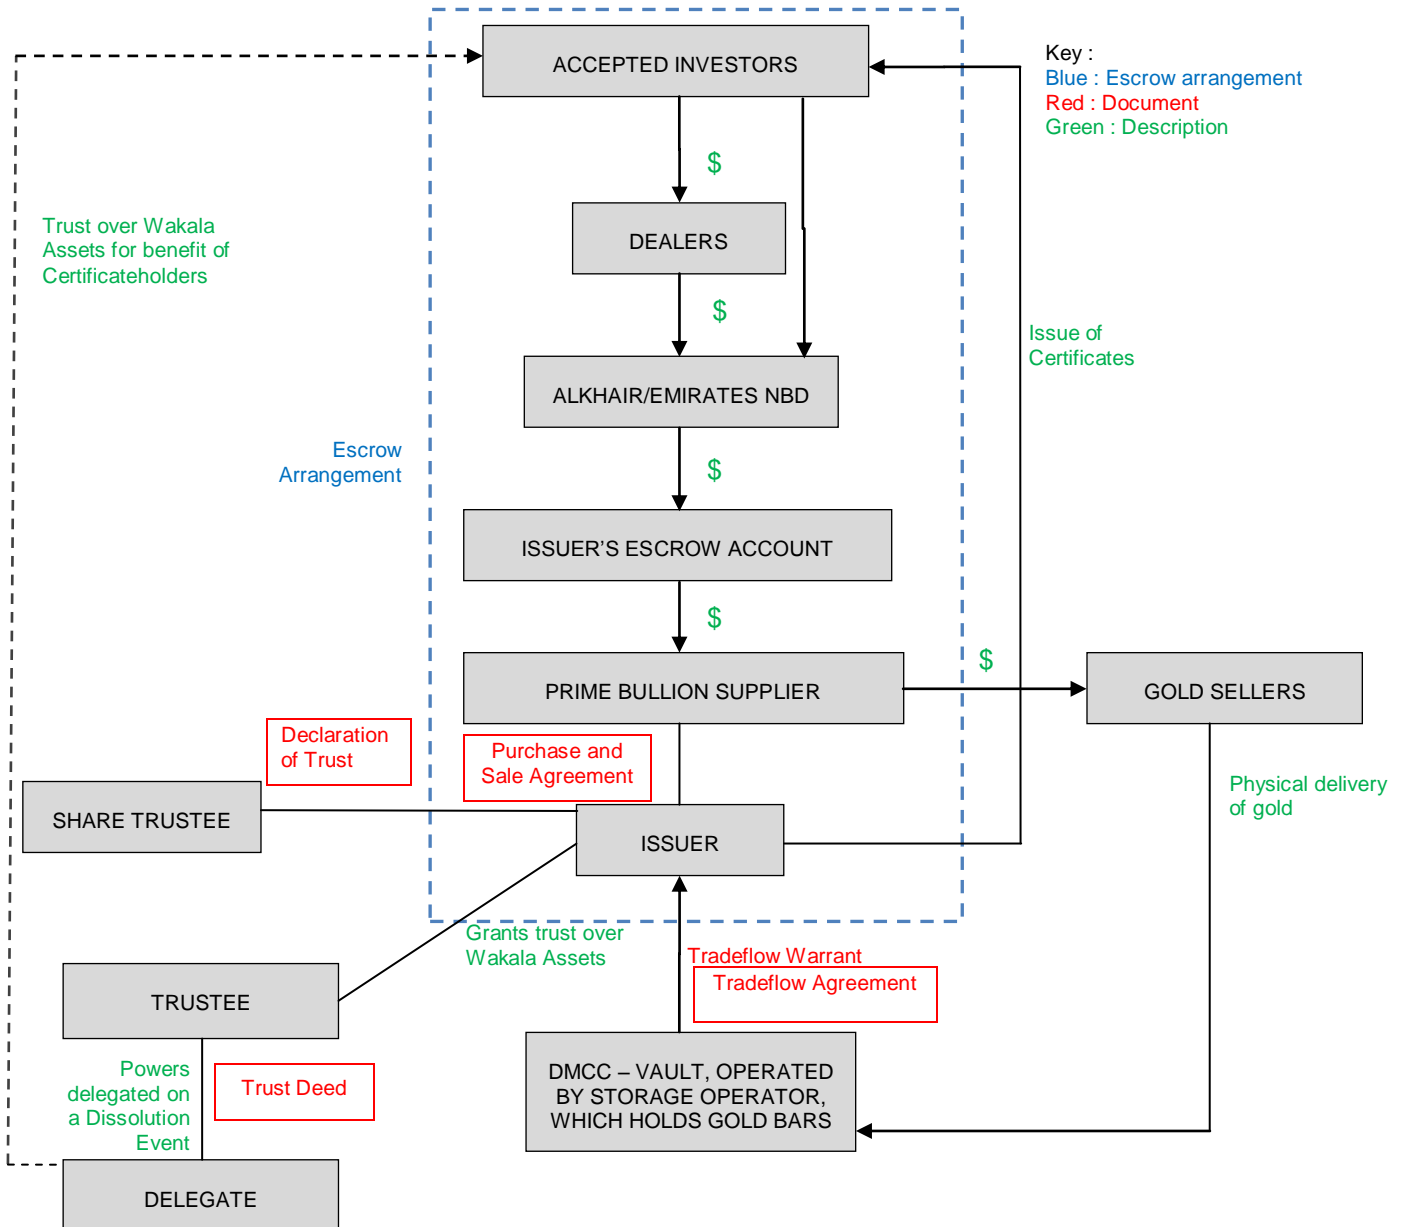 ACCEPTED INVESTORS
Key :
Blue : Escrow arrangement
Red : Document
Green : Description
$
Trust over Wakala
Assets for benefit of
Certificateholders
DEALERS
$
Issue of
Certificates
ALKHAIR/EMIRATES NBD
Escrow
Arrangement
$
ISSUER’S ESCROW ACCOUNT
$
PRIME BULLION SUPPLIER
$
GOLD SELLERS
Declaration
of Trust
Purchase and
Sale Agreement
Physical delivery
of gold
SHARE TRUSTEE
ISSUER
Grants trust over
Wakala Assets
Tradeflow Warrant
Tradeflow Agreement
TRUSTEE
Powers
delegated on
a Dissolution
Event
Trust Deed
DMCC – VAULT, OPERATED
BY STORAGE OPERATOR,
WHICH HOLDS GOLD BARS
DELEGATE